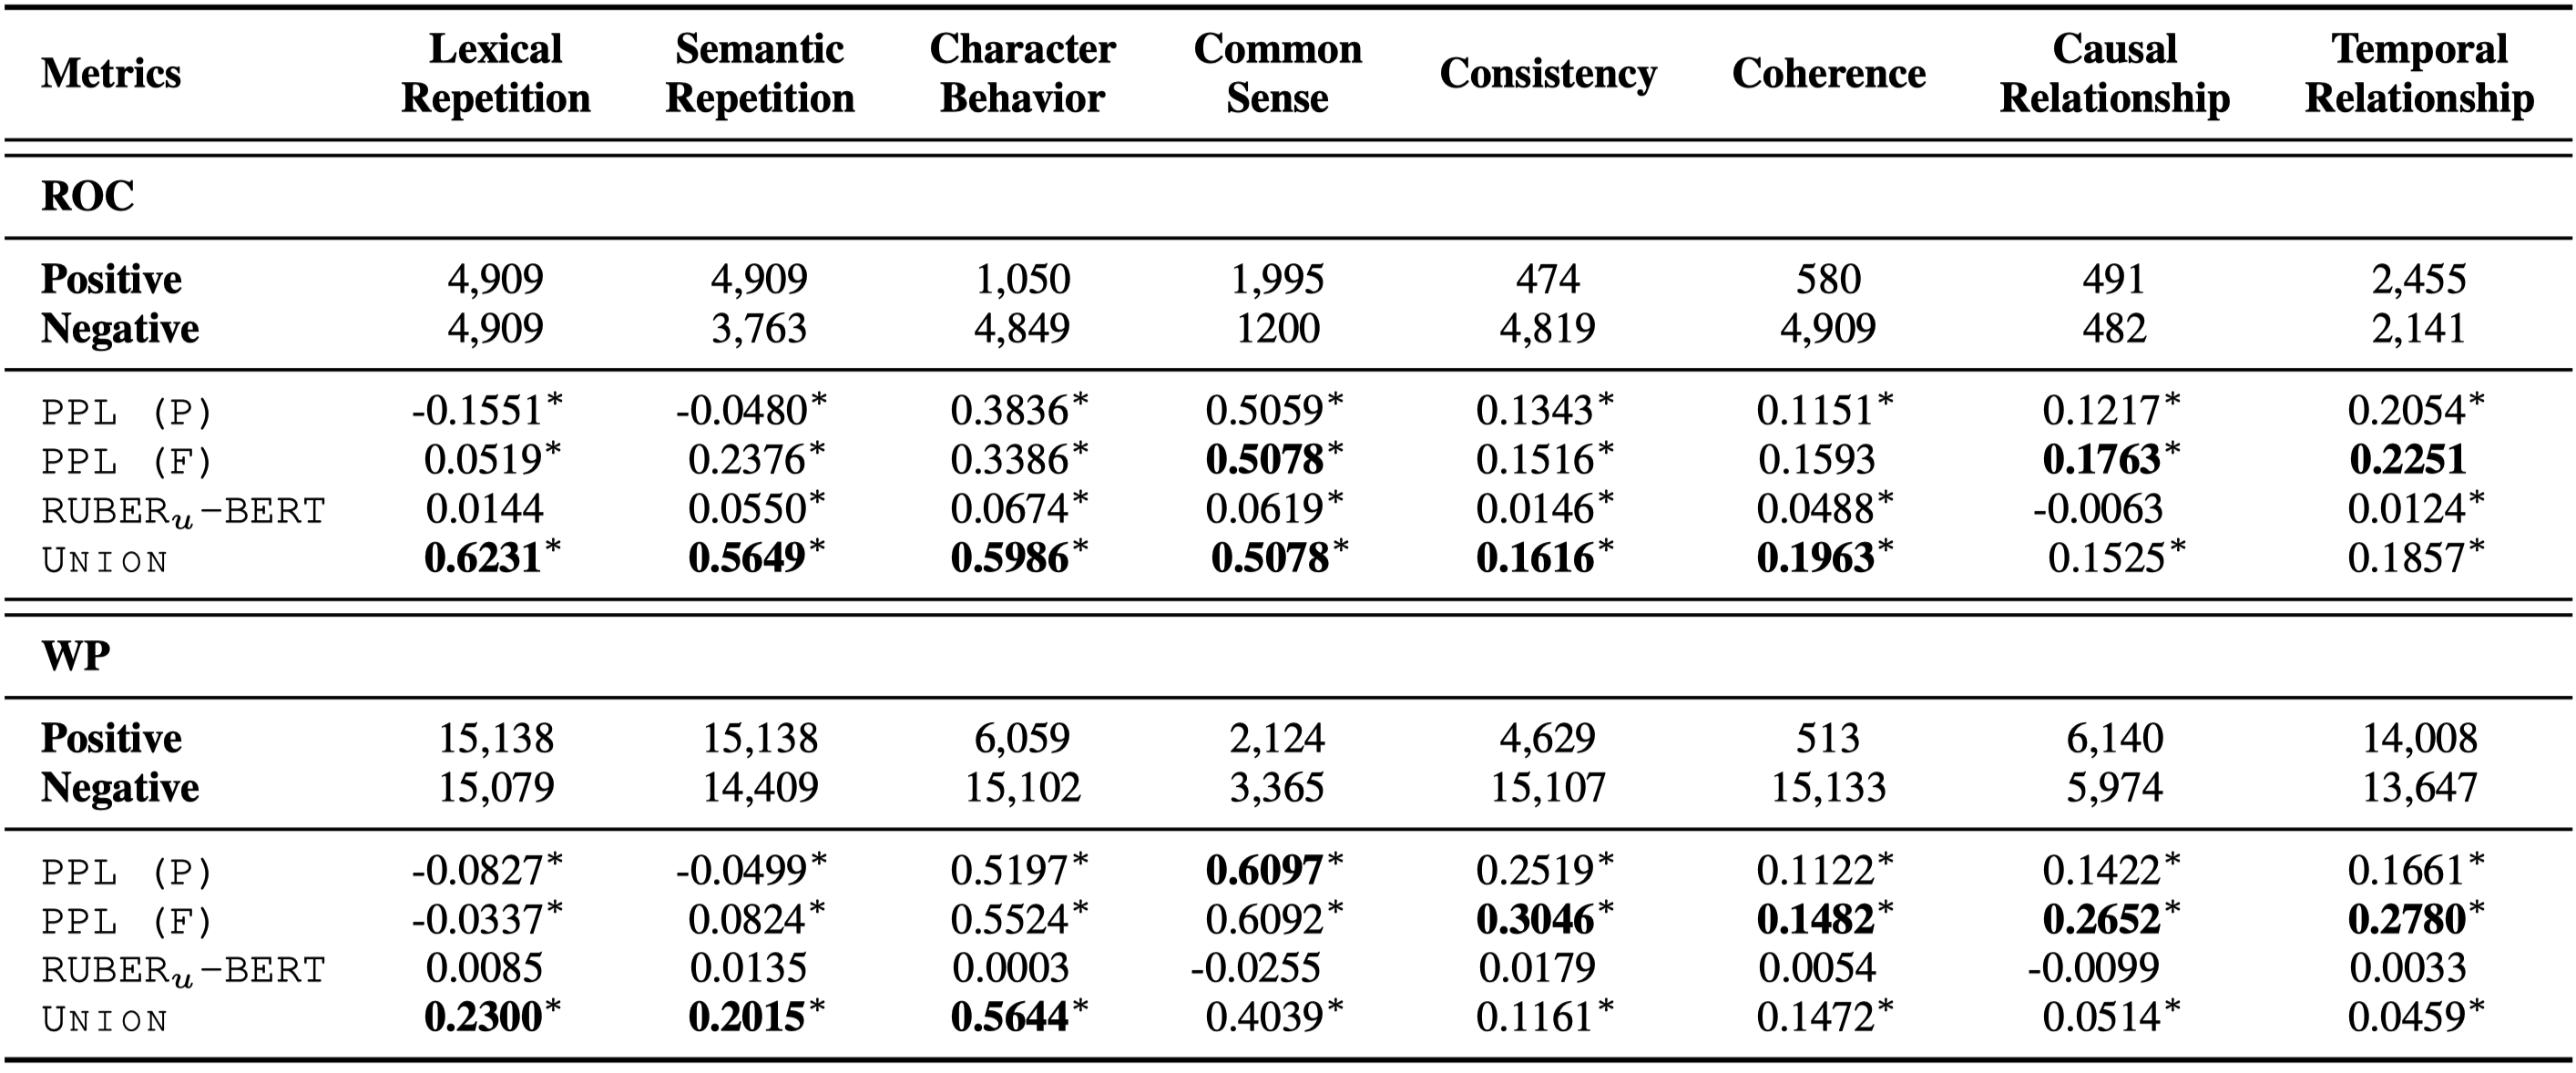 Metrics Lexical Repetition Semantic Repetition Character Behavior Common Sense Consistency Coherence Causal Relationship Temporal Relationship
ROC
Positive 4,909 4,909 1,050 1,995 474 580 491 2,455
Negative 4,909 3,763 4,849 1200 4,819 4,909 482 2,141
PPL (P) -0.1551* -0.0480* 0.3836* 0.5059* 0.1343* 0.1151* 0.1217* 0.2054*
PPL (F) 0.0519* 0.2376* 0.3386* 0.5078* 0.1516* 0.1593 0.1763* 0.2251
RUBERu-BERT 0.0144 0.0550* 0.0674* 0.0619* 0.0146* 0.0488* -0.0063 0.0124*
UNION 0.6231* 0.5649* 0.5986* 0.5078* 0.1616* 0.1963* 0.1525* 0.1857*
WP
Positive 15,138 15,138 6,059 2,124 4,629 513 6,140 14,008
Negative 15,079 14,409 15,102 3,365 15,107 15,133 5,974 13,647
PPL (P) -0.0827* -0.0499* 0.5197* 0.6097* 0.2519* 0.1122* 0.1422* 0.1661*
PPL (F) -0.0337* 0.0824* 0.5524* 0.6092* 0.3046* 0.1482* 0.2652* 0.2780*
RUBERu-BERT 0.0085 0.0135 0.0003 -0.0255 0.0179 0.0054 -0.0099 0.0033
UNION 0.2300* 0.2015* 0.5644* 0.4039* 0.1161* 0.1472* 0.0514* 0.0459*